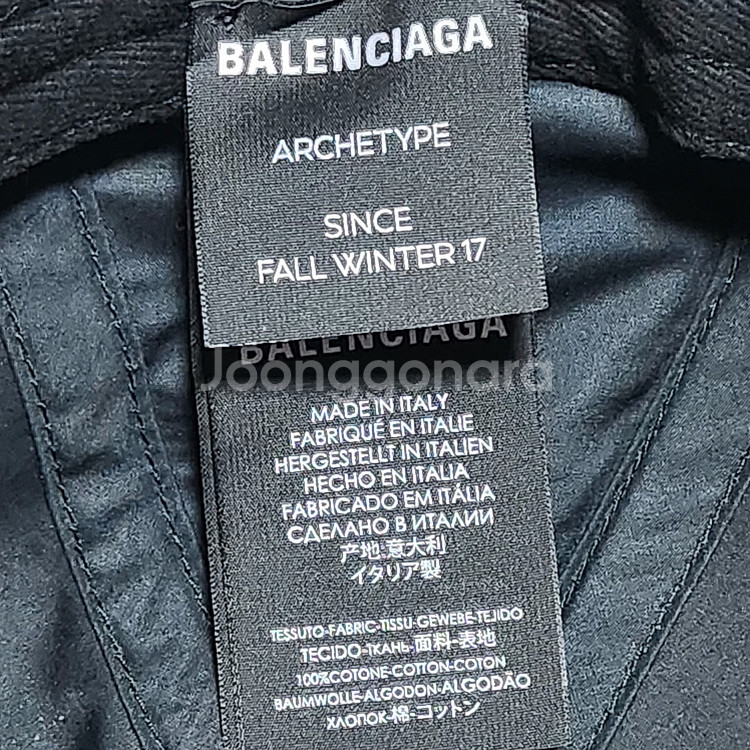 BALENCIAGA
ARCHETYPE
SINCE
FALL WINTER 17
BALENCIAGA
Joonggonara
MADE IN ITALY
FABRIQUÉ EN ITALIE
HERGESTELLT IN ITALIEN
HECHO EN ITALIA
FABRICADO EM ITÁLIA
СДЕЛАНО В ИТАЛИИ
产地:意大利
イタリア製
TESSUTO-FABRIC-TISSU-GEWEBE-TEJIDO
TECIDO-ТКАНЬ-面料-表地
100%COTONE-COTTON-COTON
BAUMWOLLE-ALGODON-ALGODÃO
ХЛОПОК-棉-コットン